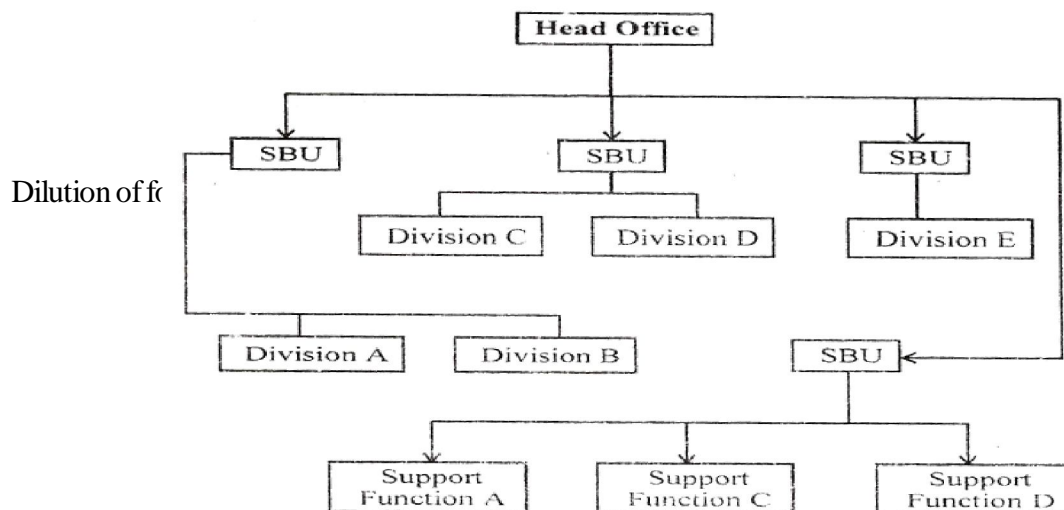 Head Office
SBU
SBU
SBU
Dilution of
Division C
Division D
Division E
Division A
Division B
SBU
Support
Function A
Support
Function C
Support
Function D